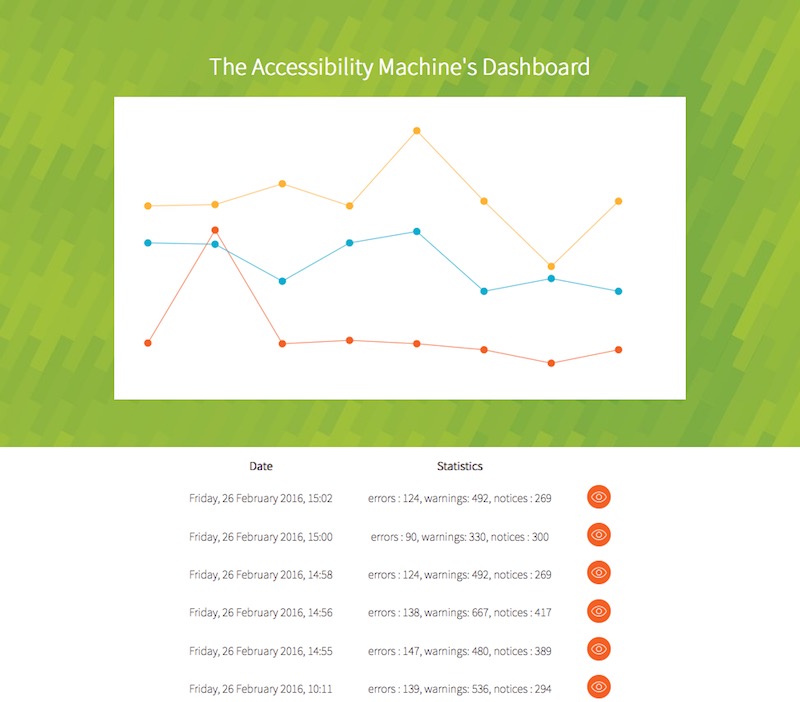 The Accessibility Machine's Dashboard
Date Statistics
Friday, 26 February 2016, 15:02 errors : 124, warnings: 492, notices : 269
Friday, 26 February 2016, 15:00 errors : 90, warnings: 330, notices : 300
Friday, 26 February 2016, 14:58 errors : 124, warnings: 492, notices : 269
Friday, 26 February 2016, 14:56 errors : 138, warnings: 667, notices : 417
Friday, 26 February 2016, 14:55 errors : 147, warnings: 480, notices : 389
Friday, 26 February 2016, 10:11 errors : 139, warnings: 536, notices : 294